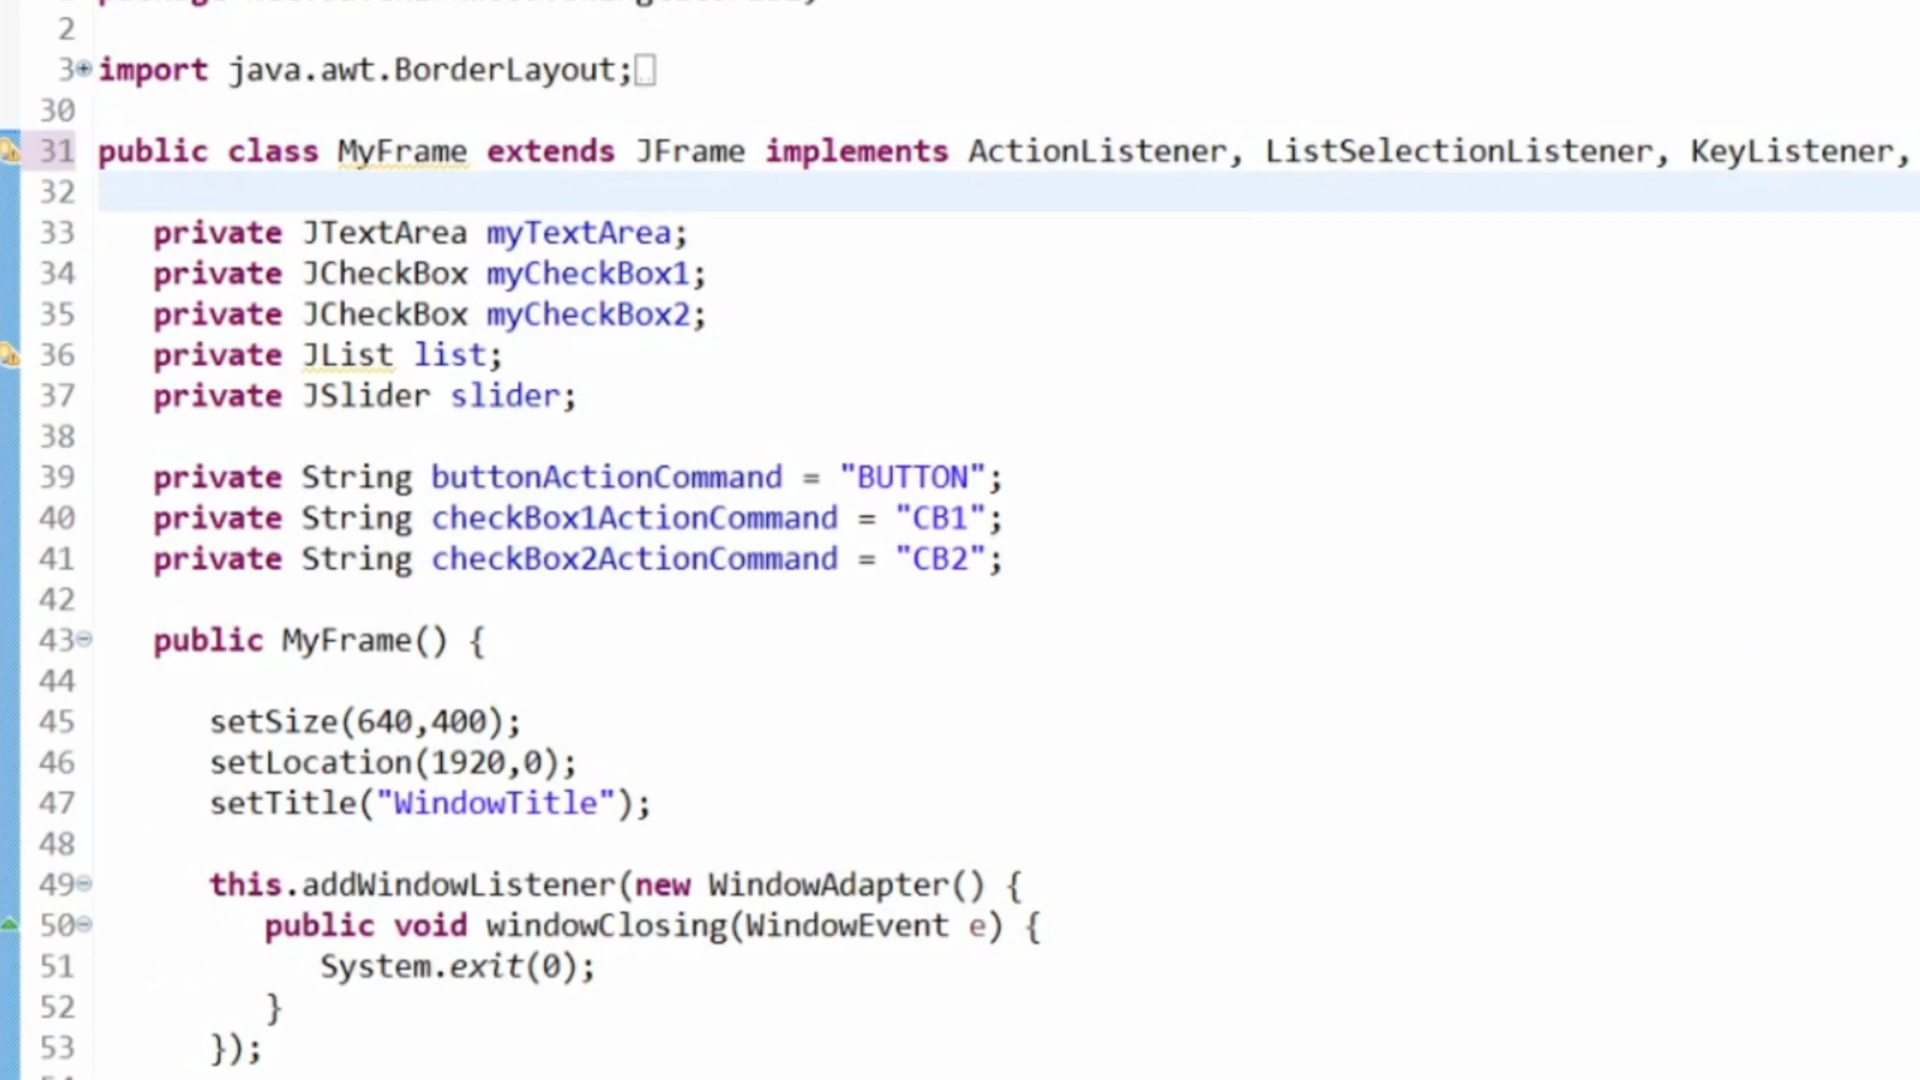 2
3 import java.awt.BorderLayout;
30
31 public class MyFrame extends JFrame implements ActionListener, ListSelectionListener, KeyListener,
32
33 private JTextArea myTextArea;
34 private JCheckBox myCheckBox1;
35 private JCheckBox myCheckBox2;
36 private JList list;
37 private JSlider slider;
38
39 private String buttonActionCommand = "BUTTON";
40 private String checkBox1ActionCommand = "CB1";
41 private String checkBox2ActionCommand = "CB2";
42
43 public MyFrame() {
44
45 setSize(640,400);
46 setLocation(1920,0);
47 setTitle("WindowTitle");
48
49 this.addWindowListener(new WindowAdapter() {
50 public void windowClosing(WindowEvent e) {
51 System.exit(0);
52 }
53 });